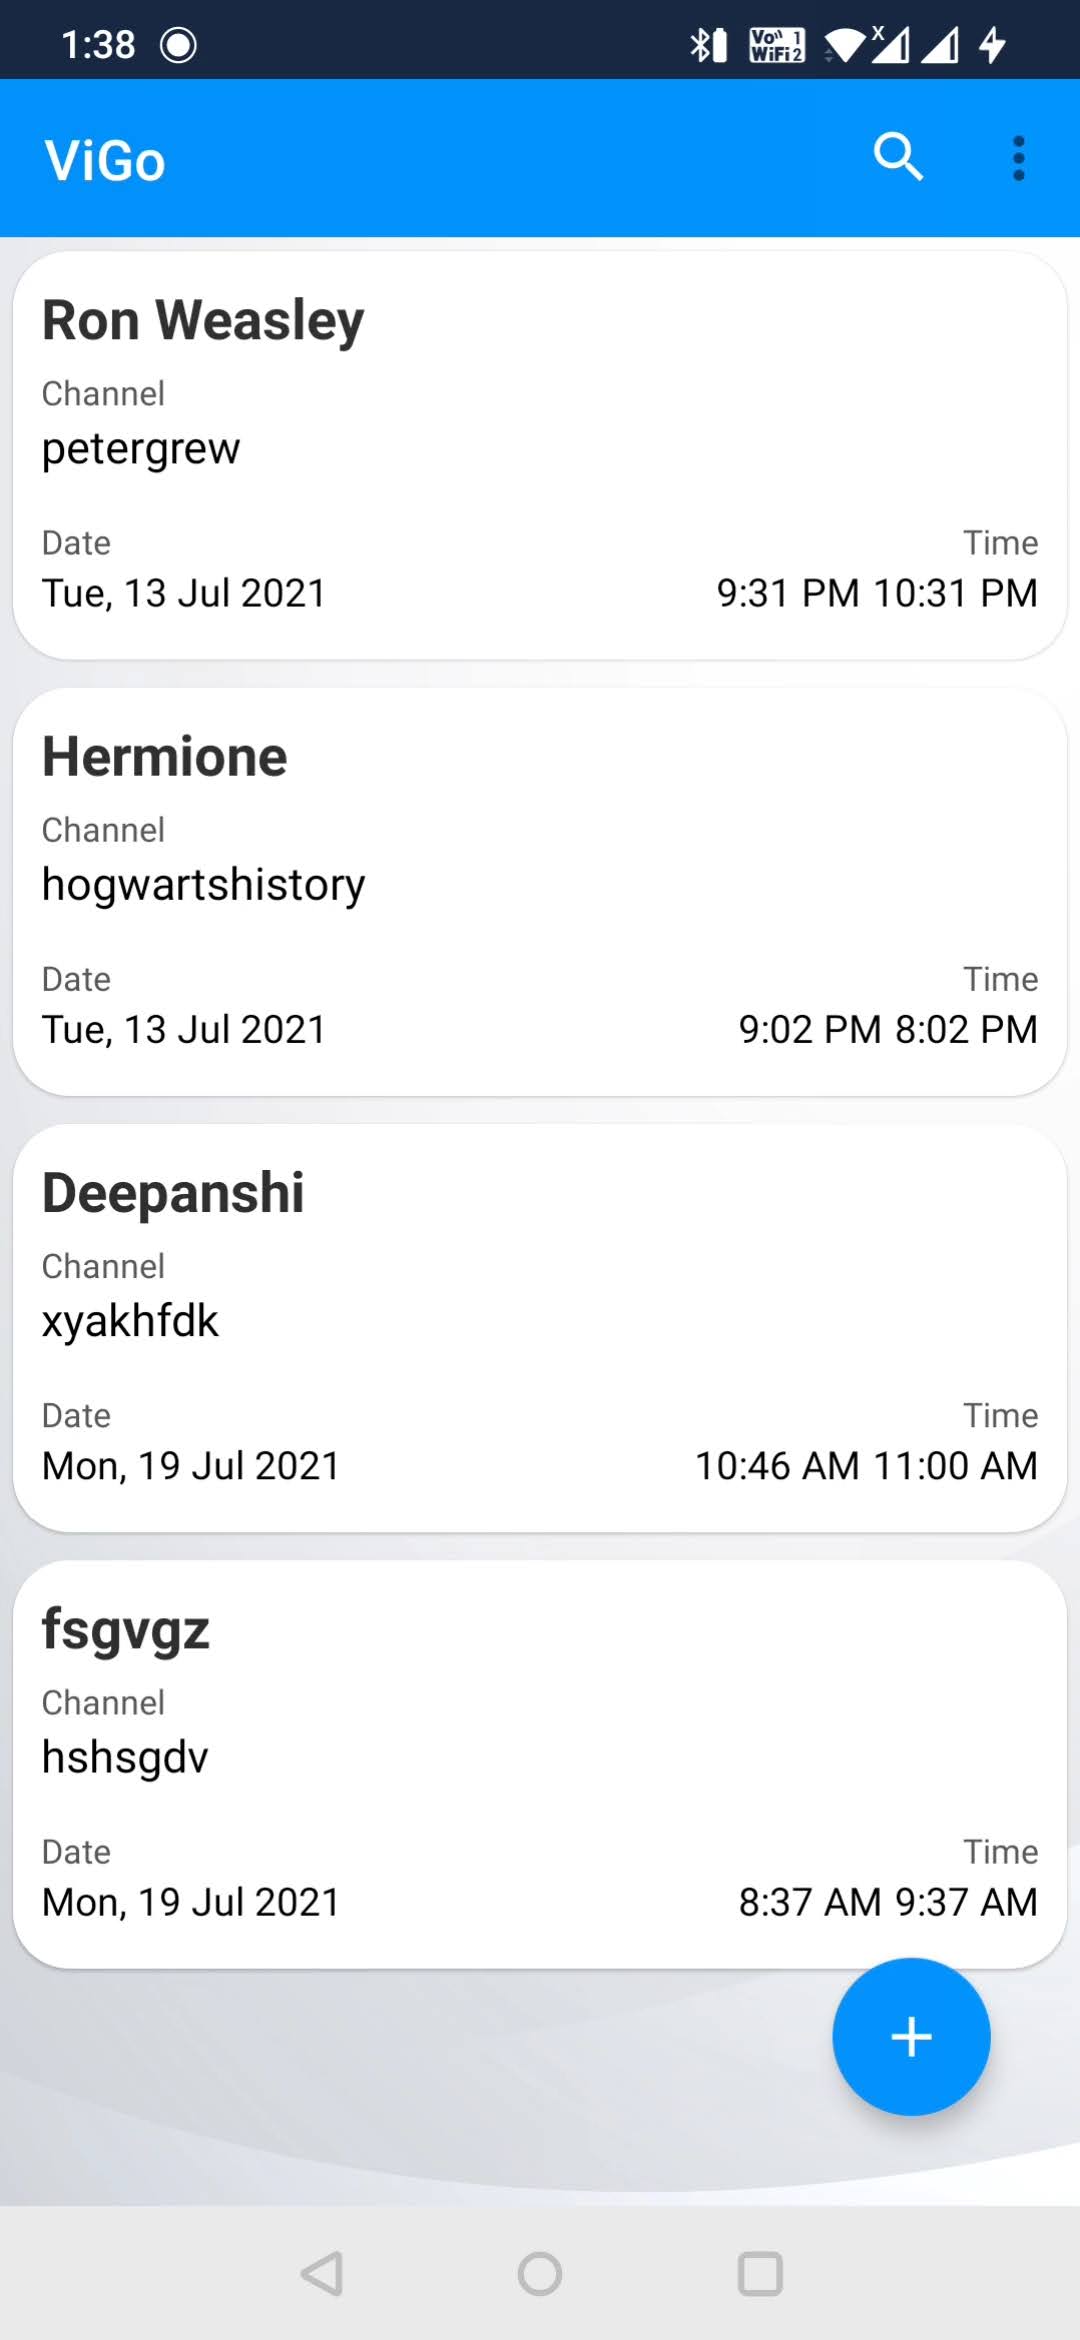 1:38
Vo 1
WiFi 2
X
ViGo
Ron Weasley
Channel
petergrew
Date Time
Tue, 13 Jul 2021 9:31 PM 10:31 PM
Hermione
Channel
hogwartshistory
Date Time
Tue, 13 Jul 2021 9:02 PM 8:02 PM
Deepanshi
Channel
xyakhfdk
Date Time
Mon, 19 Jul 2021 10:46 AM 11:00 AM
fsgvgz
Channel
hshsgdv
Date Time
Mon, 19 Jul 2021 8:37 AM 9:37 AM